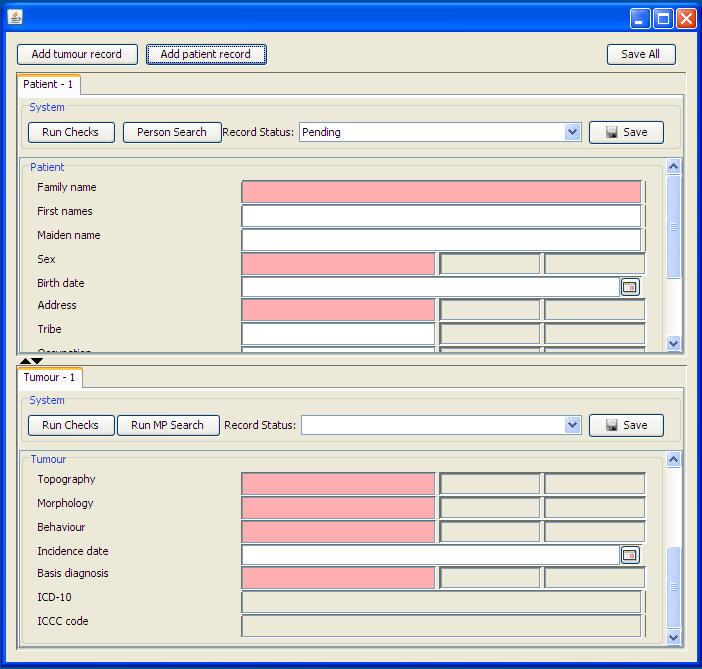 Add tumour record Add patient record Save All
Patient - 1
System
Run Checks Person Search Record Status: Pending Save
Patient
Family name
First names
Maiden name
Sex
Birth date
Address
Tribe
Occupation
Tumour - 1
System
Run Checks Run MP Search Record Status: Save
Tumour
Topography
Morphology
Behaviour
Incidence date
Basis diagnosis
ICD-10
ICCC code